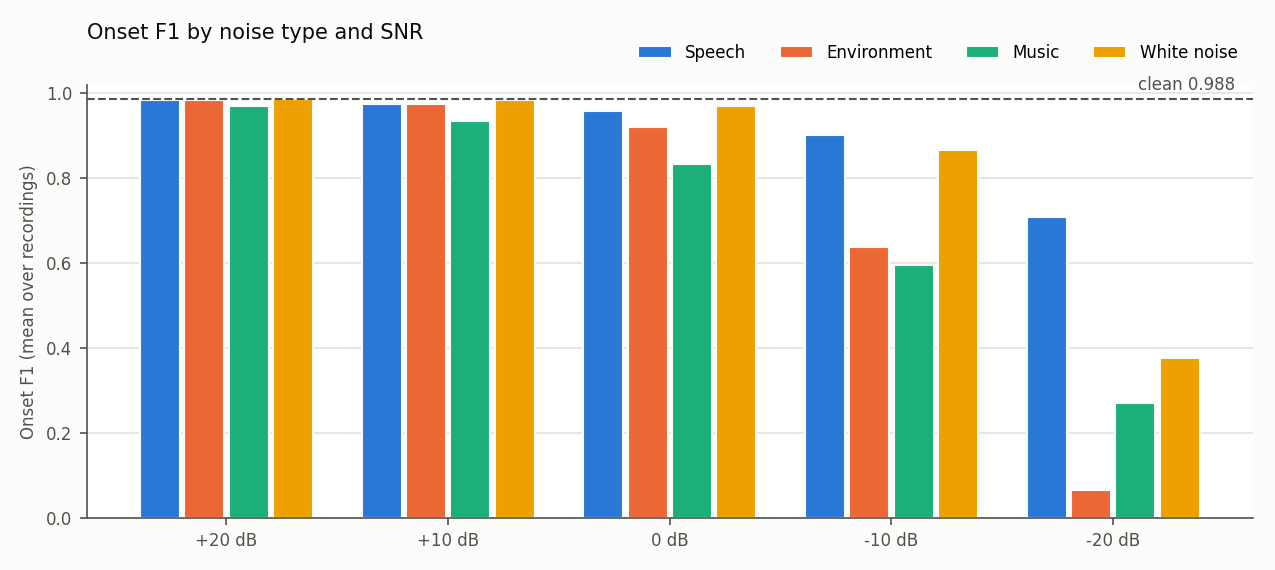 Onset F1 by noise type and SNR
Speech
Environment
Music
White noise
clean 0.988
Onset F1 (mean over recordings)
1.0
0.8
0.6
0.4
0.2
0.0
+20 dB
+10 dB
0 dB
-10 dB
-20 dB